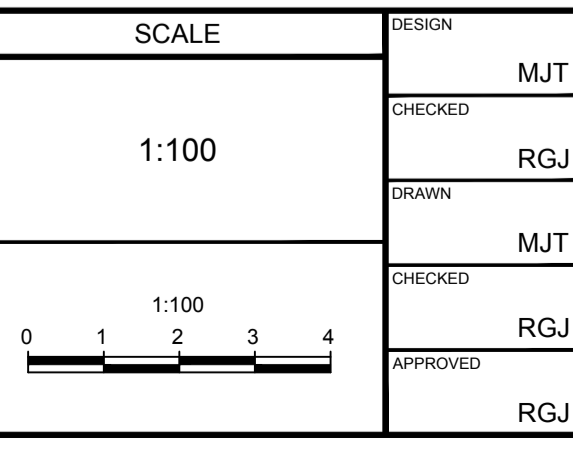 SCALE
1:100
1:100
0 1 2 3 4
DESIGN
MJT
CHECKED
RGJ
DRAWN
MJT
CHECKED
RGJ
APPROVED
RGJ